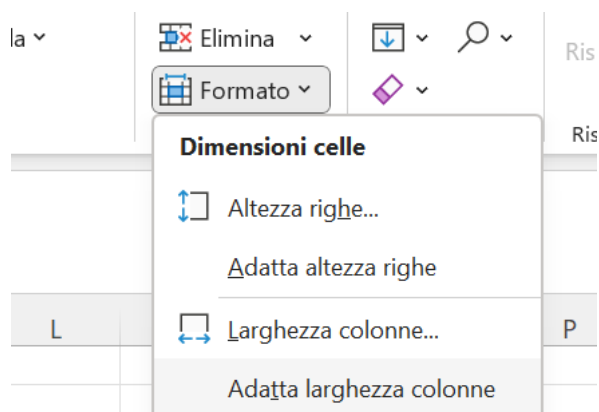 la
Elimina
Ris
Formato
Ris
Dimensioni celle
Altezza righe...
Adatta altezza righe
L
Larghezza colonne...
P
Adatta larghezza colonne